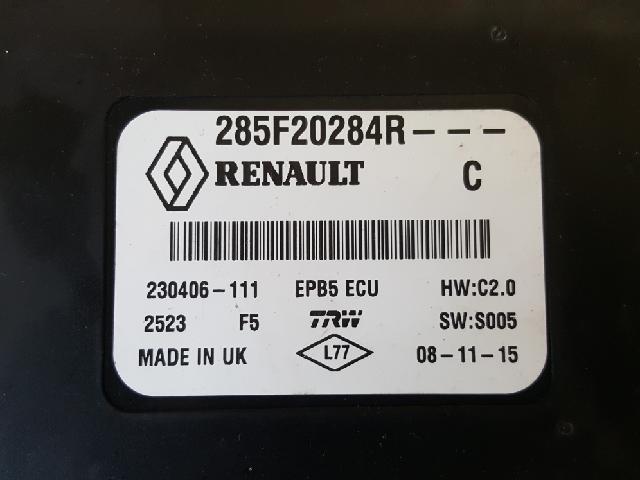 285F20284R---
RENAULT C
230406-111 EPB5 ECU HW:C2.0
2523 F5 TRW SW:S005
MADE IN UK L77 08-11-15